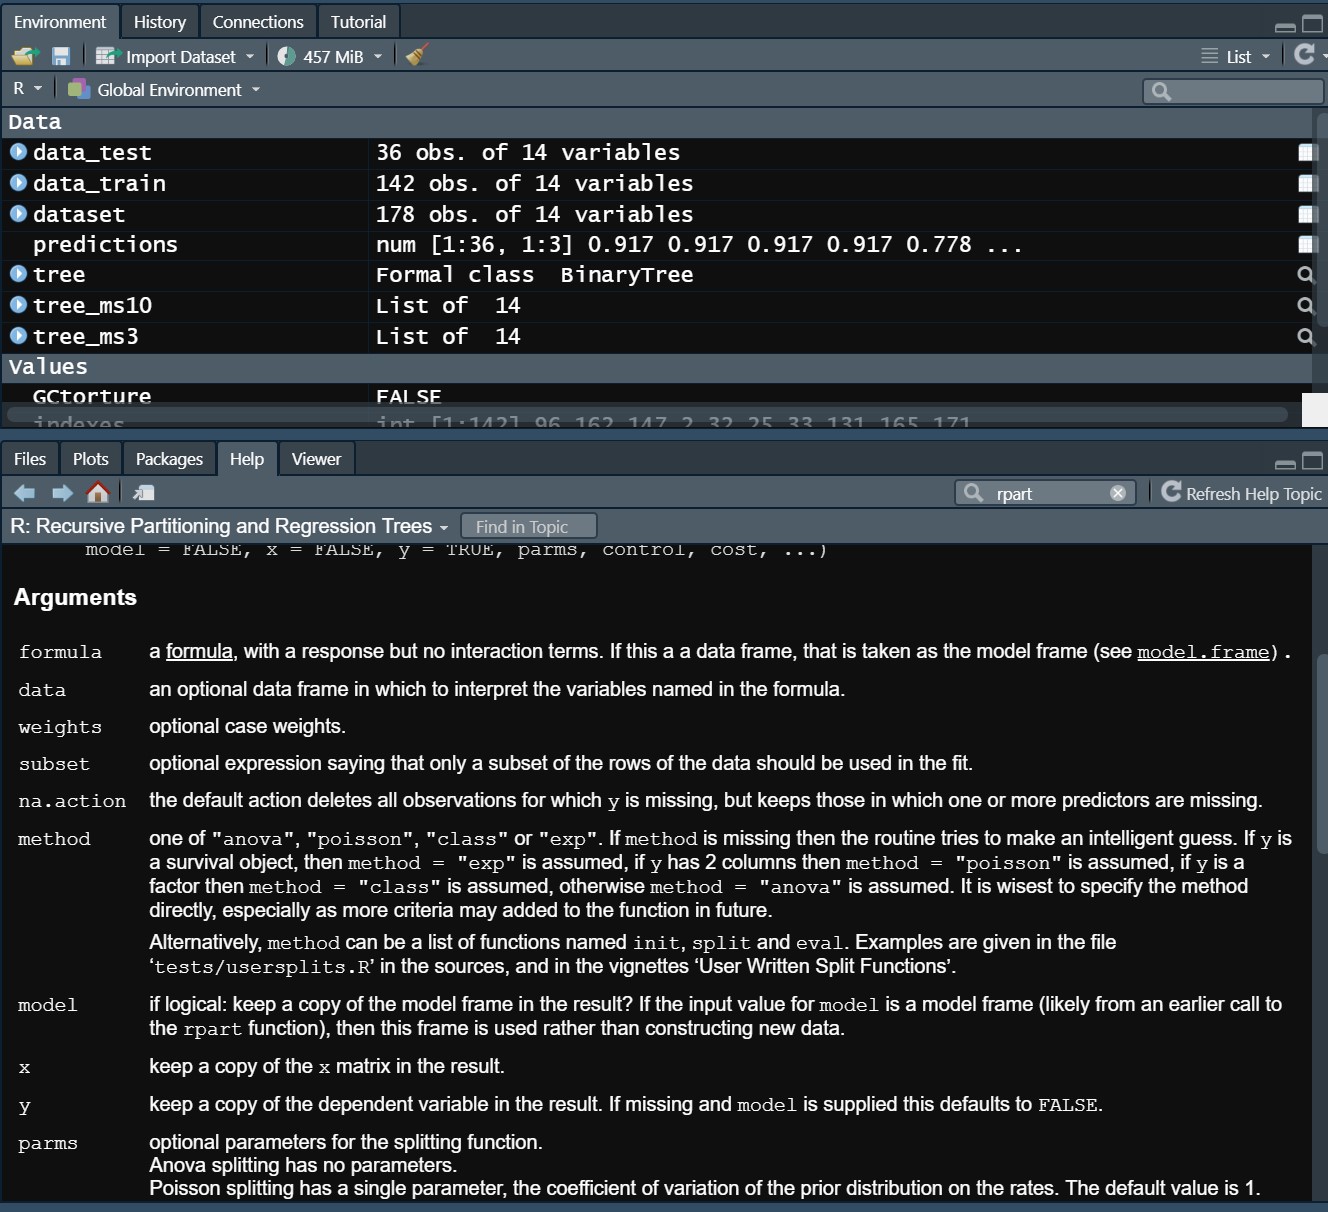 Environment History Connections Tutorial
Import Dataset 457 MiB List
R Global Environment
Data
data_test 36 obs. of 14 variables
data_train 142 obs. of 14 variables
dataset 178 obs. of 14 variables
predictions num [1:36, 1:3] 0.917 0.917 0.917 0.917 0.778 ...
tree Formal class BinaryTree
tree_ms10 List of 14
tree_ms3 List of 14
Values
GCtorture FALSE
indexes int [1:142] 96 162 147 2 32 25 33 131 165 171
Files Plots Packages Help Viewer
rpart Refresh Help Topic
R: Recursive Partitioning and Regression Trees Find in Topic
model = FALSE, x = FALSE, y = TRUE, parms, control, cost, ...)
Arguments
formula a formula, with a response but no interaction terms. If this a a data frame, that is taken as the model frame (see model.frame).
data an optional data frame in which to interpret the variables named in the formula.
weights optional case weights.
subset optional expression saying that only a subset of the rows of the data should be used in the fit.
na.action the default action deletes all observations for which y is missing, but keeps those in which one or more predictors are missing.
method one of "anova", "poisson", "class" or "exp". If method is missing then the routine tries to make an intelligent guess. If y is
a survival object, then method = "exp" is assumed, if y has 2 columns then method = "poisson" is assumed, if y is a
factor then method = "class" is assumed, otherwise method = "anova" is assumed. It is wisest to specify the method
directly, especially as more criteria may added to the function in future.
Alternatively, method can be a list of functions named init, split and eval. Examples are given in the file
‘tests/usersplits.R’ in the sources, and in the vignettes ‘User Written Split Functions’.
model if logical: keep a copy of the model frame in the result? If the input value for model is a model frame (likely from an earlier call to
the rpart function), then this frame is used rather than constructing new data.
x keep a copy of the x matrix in the result.
y keep a copy of the dependent variable in the result. If missing and model is supplied this defaults to FALSE.
parms optional parameters for the splitting function.
Anova splitting has no parameters.
Poisson splitting has a single parameter, the coefficient of variation of the prior distribution on the rates. The default value is 1.